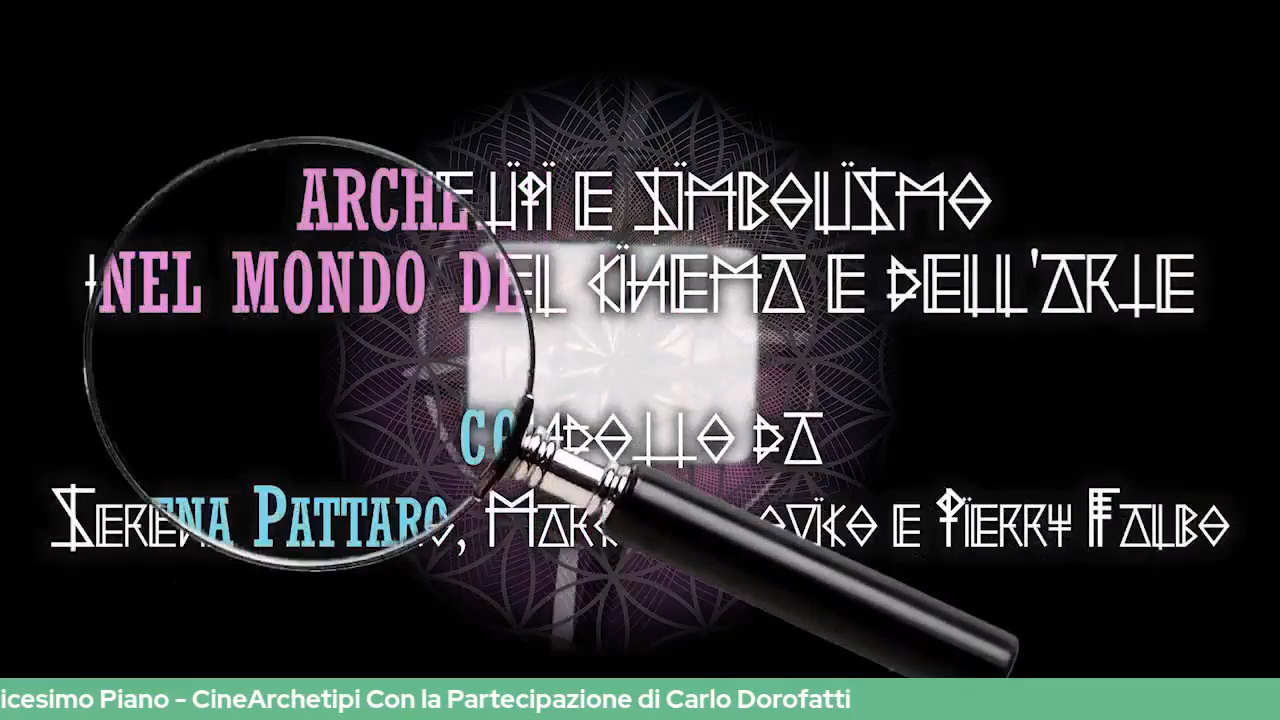 ARCHETIPI E SIMBOLISMO
NEL MONDO DEL CINEMA E DELL'ARTE
CONDOTTO DA
SERENA PATTARO, E PIERRY FALBO
icesimo Piano - CineArchetipi Con la Partecipazione di Carlo Dorofatti